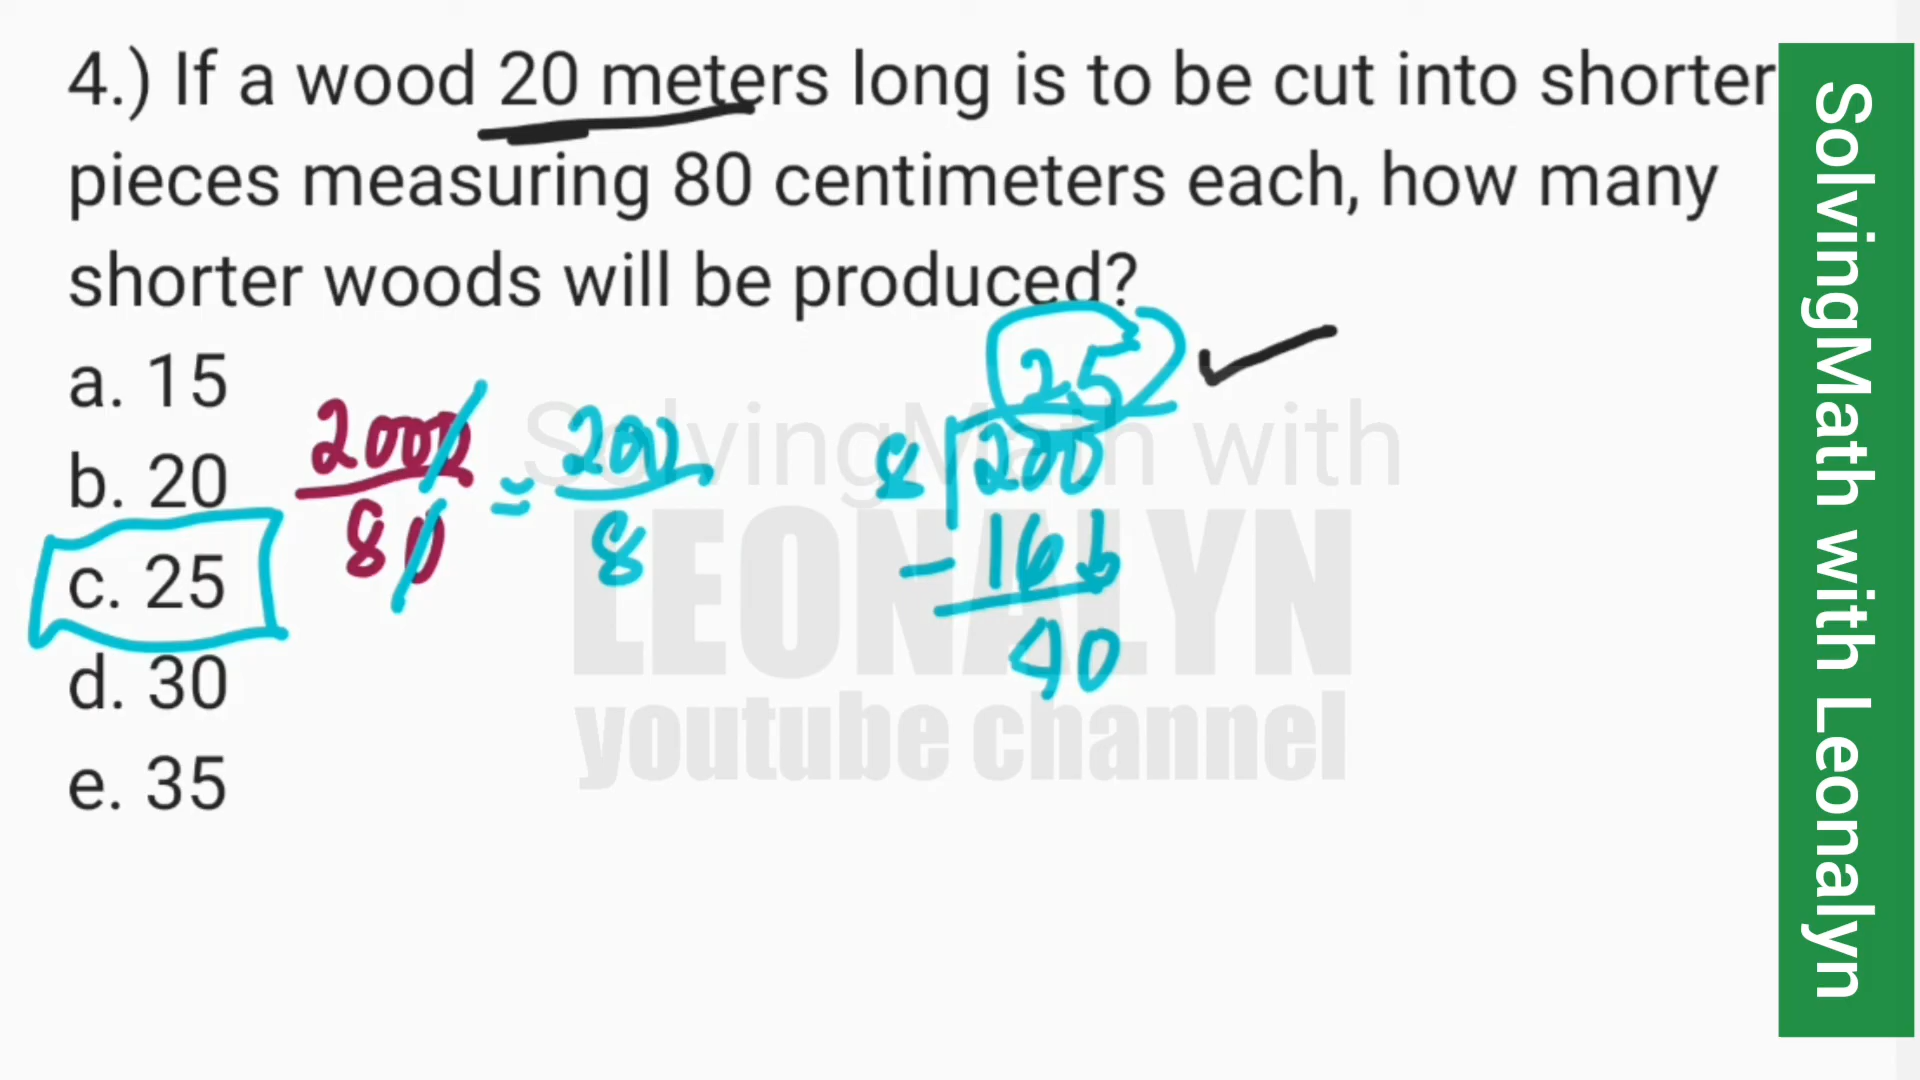 4.) If a wood 20 meters long is to be cut into shorter
pieces measuring 80 centimeters each, how many
shorter woods will be produced?
a. 15
b. 20
c. 25
d. 30
e. 35
2000
80
=
200
8
25
8 200
- 16
40
SolvingMath with
LEONALYN
youtube channel
SolvingMath with Leonalyn